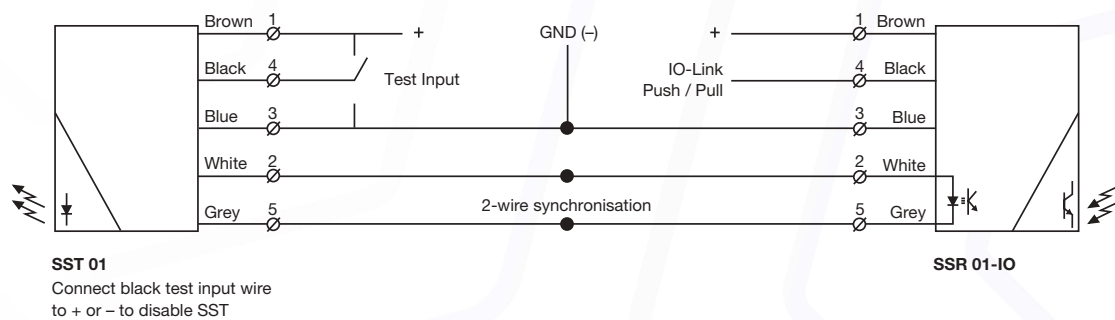 Brown 1 + GND (–) + 1 Brown
Black 4 Test Input IO-Link Push / Pull 4 Black
Blue 3 3 Blue
White 2 2 White
Grey 5 2-wire synchronisation 5 Grey
SST 01
Connect black test input wire
to + or – to disable SST
SSR 01-IO